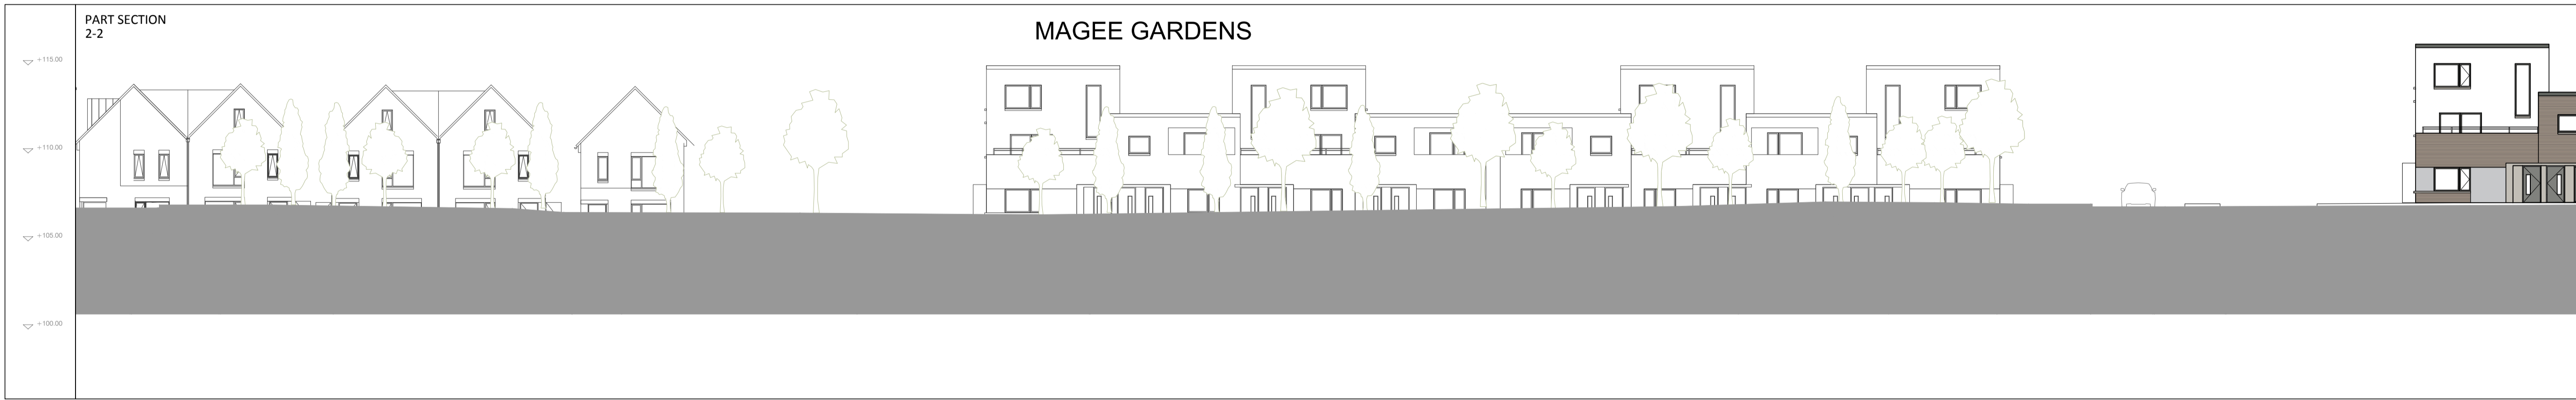 PART SECTION
2-2
MAGEE GARDENS
+115.00
+110.00
+105.00
+100.00